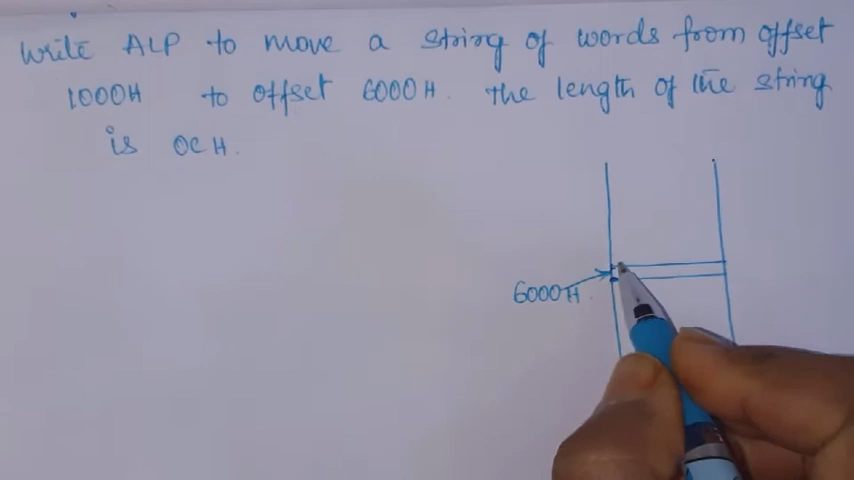 Write ALP to move a string of words from offset
1000H to offset 6000H. The length of the string
is 0CH.
6000H